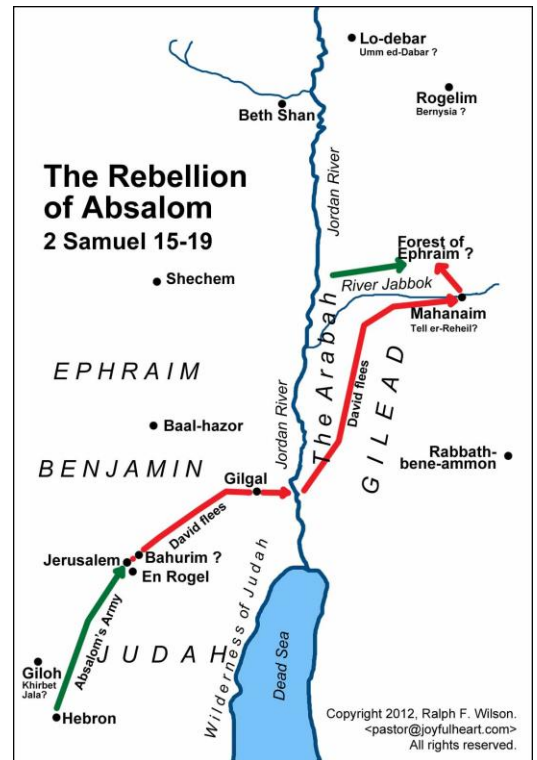 Lo-debar
Umm ed-Dabar ?
Rogelim
Bernysia ?
Beth Shan
The Rebellion
of Absalom
2 Samuel 15-19
Jordan River
Forest of
Ephraim ?
Shechem
River Jabbok
Mahanaim
Tell er-Reheil?
The Arabah
EPHRAIM
David flees
GILEAD
Baal-hazor
Jordan River
Rabbath-
bene-ammon
BENJAMIN
Gilgal
David flees
Jerusalem
Bahurim ?
En Rogel
Absalom's Army
Wilderness of Judah
JUDAH
Dead Sea
Giloh
Khirbet
Jala?
Hebron
Copyright 2012, Ralph F. Wilson.
<pastor@joyfulheart.com>
All rights reserved.